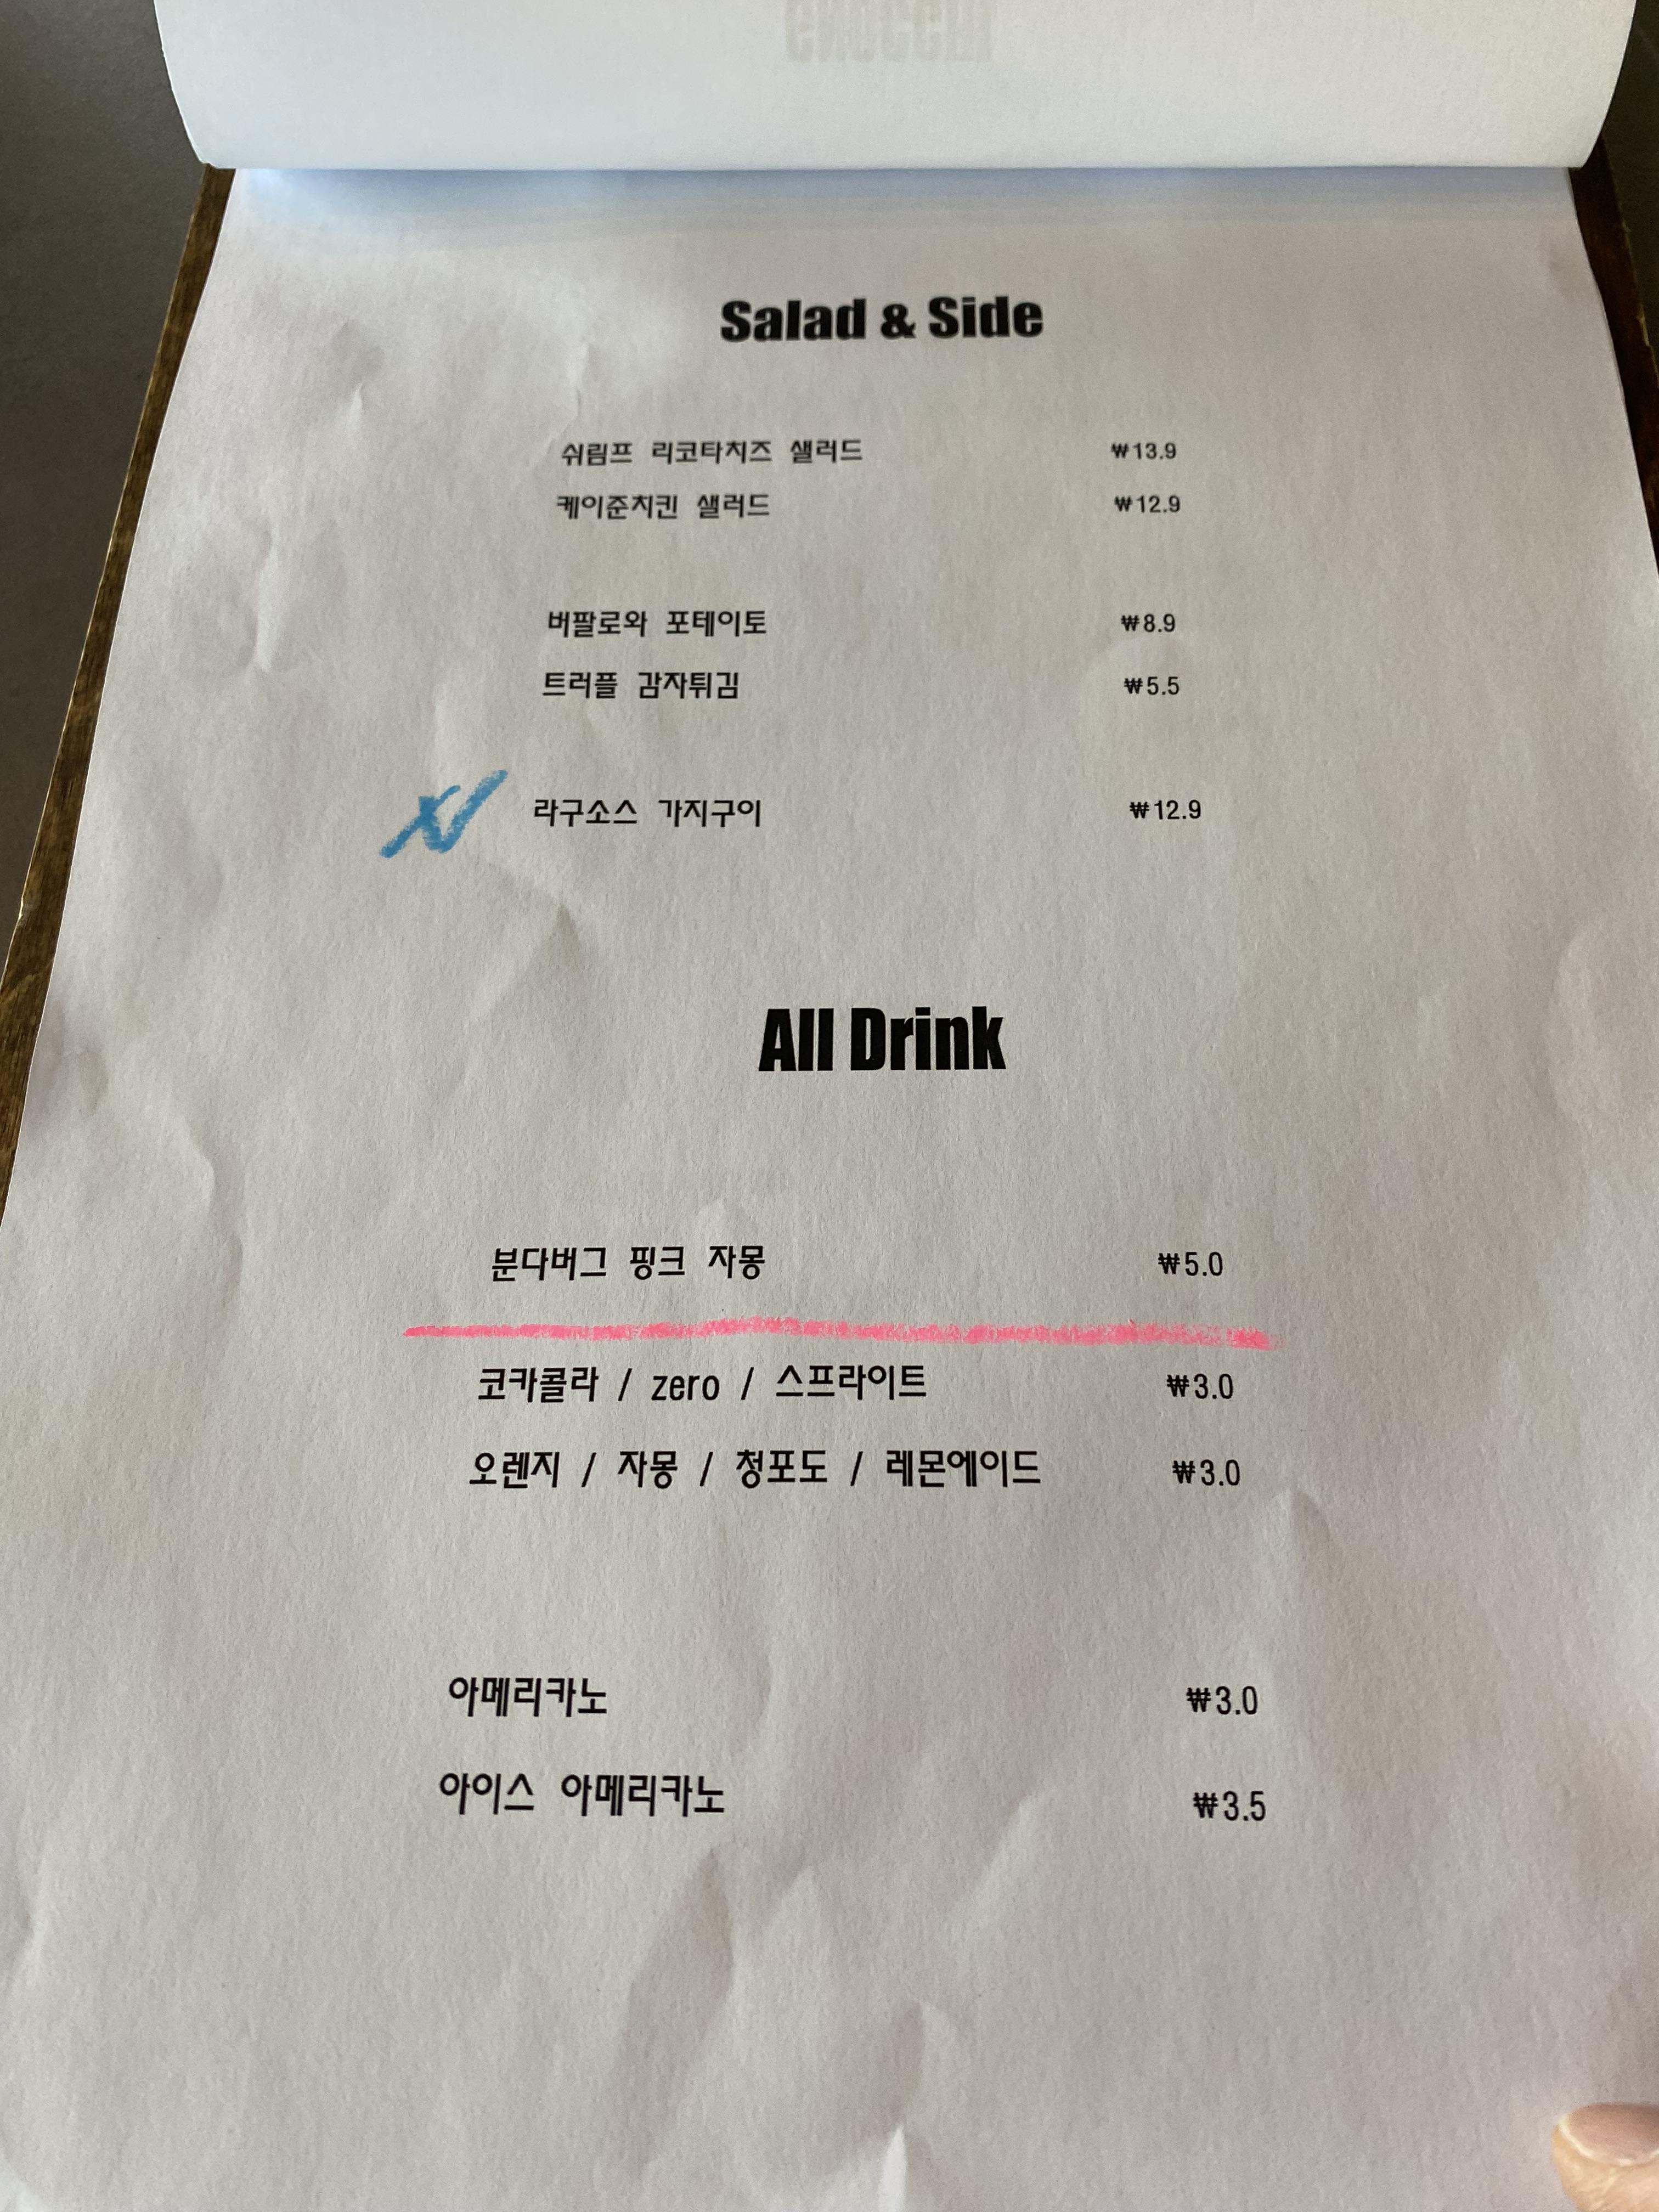 Salad & Side
쉬림프 리코타치즈 샐러드 ₩13.9
케이준치킨 샐러드 ₩12.9
버팔로와 포테이토 ₩8.9
트러플 감자튀김 ₩5.5
라구소스 가지구이 ₩12.9
All Drink
분다버그 핑크 자몽 ₩5.0
코카콜라 / zero / 스프라이트 ₩3.0
오렌지 / 자몽 / 청포도 / 레몬에이드 ₩3.0
아메리카노 ₩3.0
아이스 아메리카노 ₩3.5